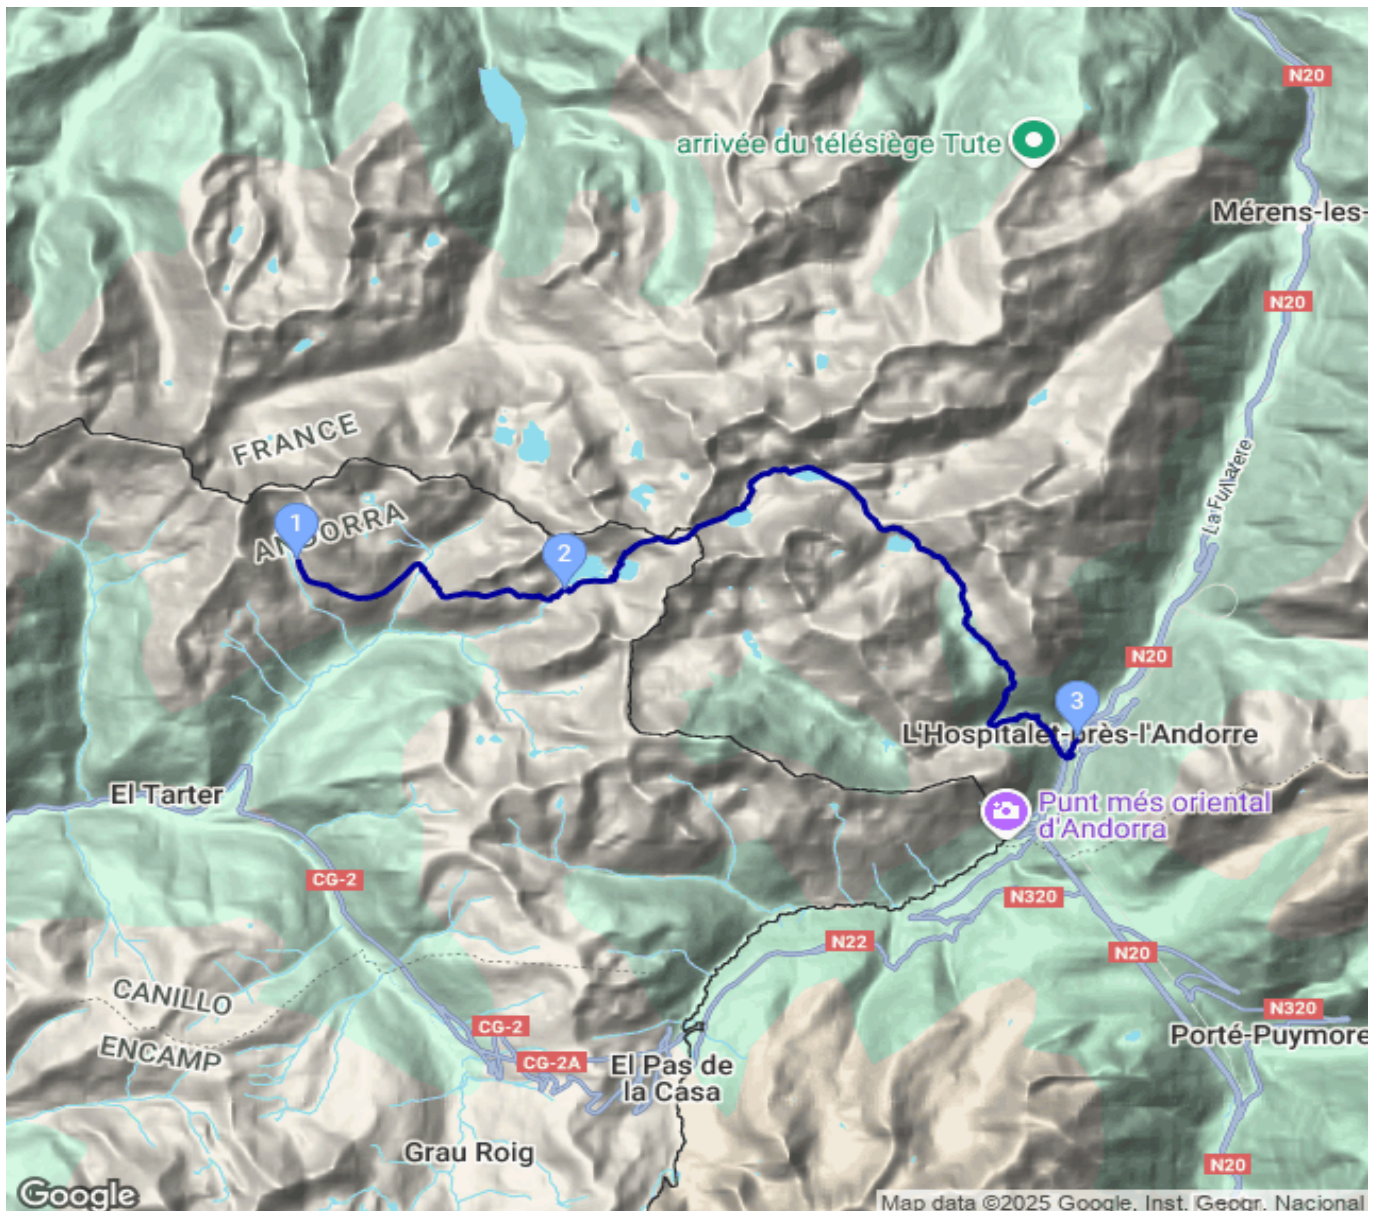 N20
arrivée du télésiège Tute
Mérens-les-
N20
FRANCE
ANDORRA
1
2
N20
3
L'Hospitalet-près-l'Andorre
El Tarter
Punt més oriental
d'Andorra
CG-2
N320
N22
N20
CANILLO
N320
CG-2
Porté-Puymore
ENCAMP
CG-2A
El Pas de
la Casa
Grau Roig
N20
Google
Map data ©2025 Google, Inst. Geogr. Nacional